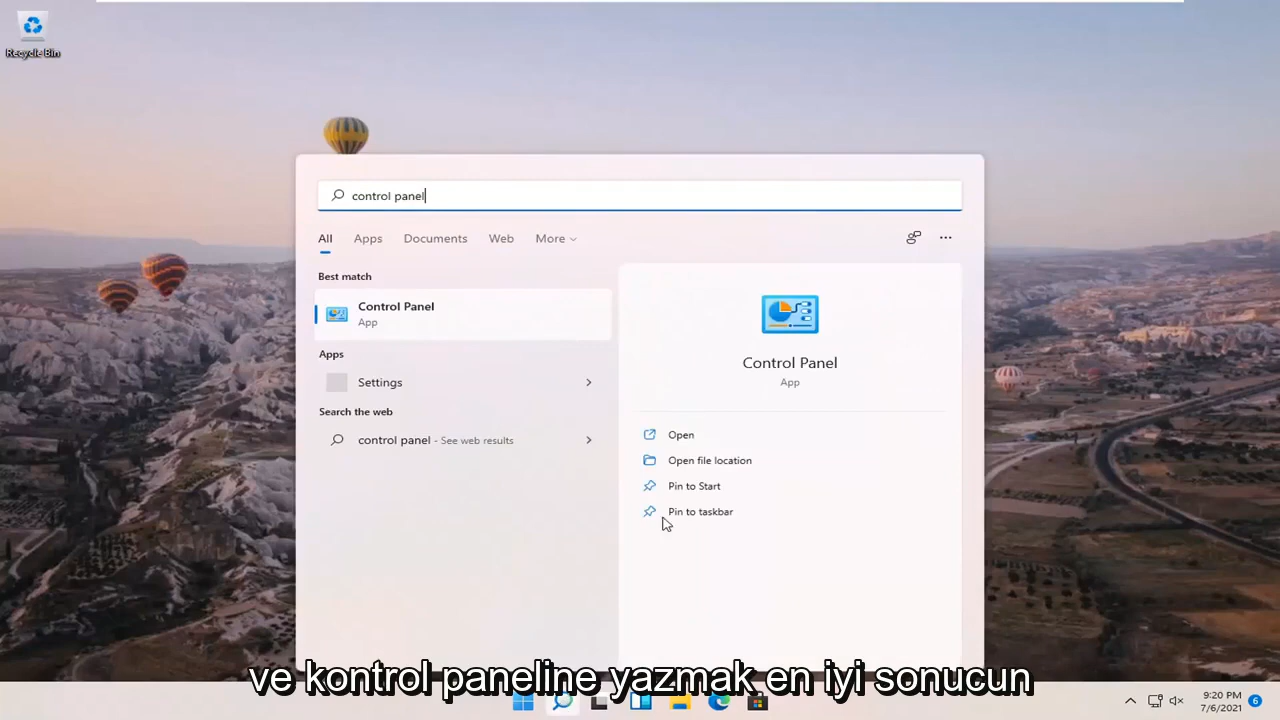 Recycle Bin
control panel
All Apps Documents Web More
Best match
Control Panel
App
Apps
Settings
Search the web
control panel - See web results
Control Panel
App
Open
Open file location
Pin to Start
Pin to taskbar
ve kontrol paneline yazmak en iyi sonucun
9:20 PM
7/6/2021
6